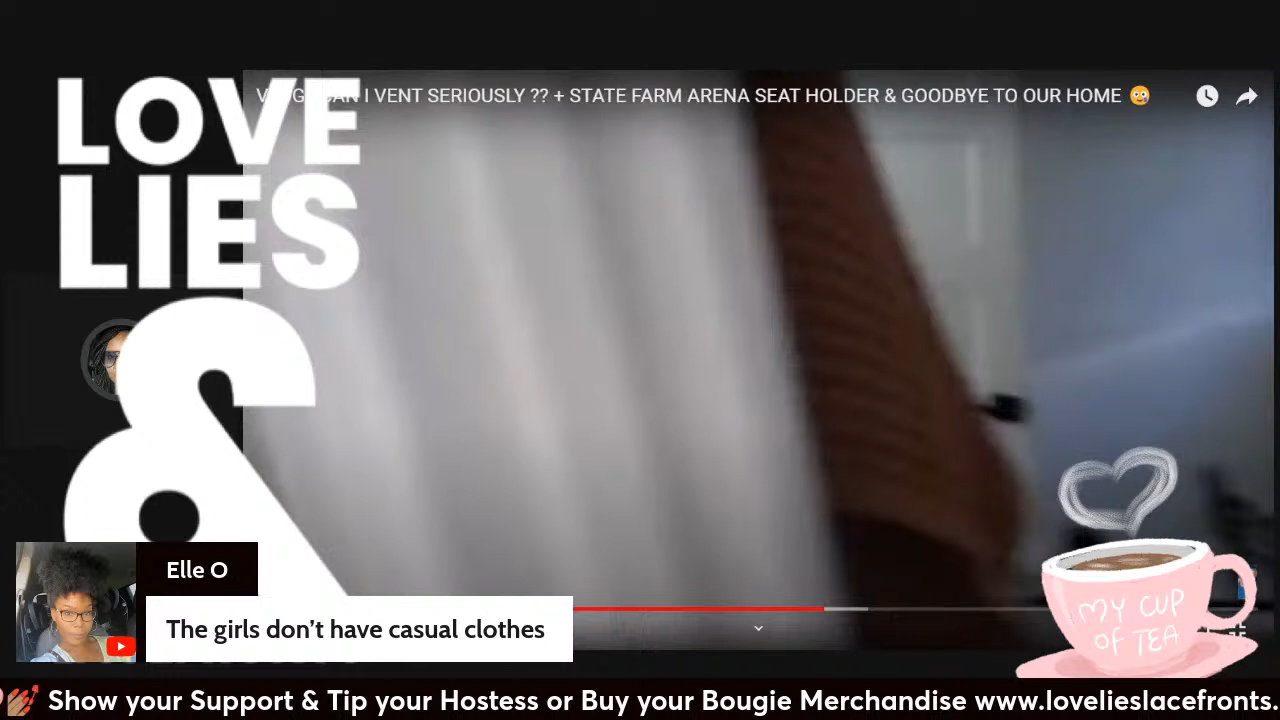 LOVE
LIES
&
CAN I VENT SERIOUSLY ?? + STATE FARM ARENA SEAT HOLDER & GOODBYE TO OUR HOME
Elle O
The girls don't have casual clothes
MY CUP
OF TEA
Show your Support & Tip your Hostess or Buy your Bougie Merchandise www.lovelieslacefronts.